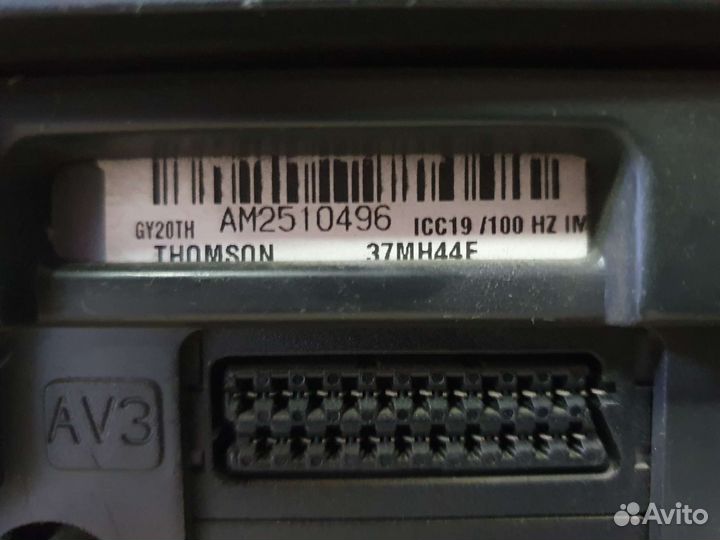 GY20TH AM2510496 ICC19 /100 HZ IM
THOMSON 37MH44E
AV3
Avito